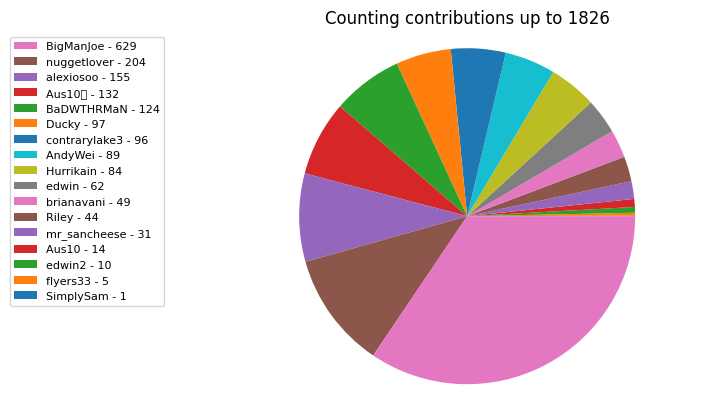 Counting contributions up to 1826
BigManJoe - 629
nuggetlover - 204
alexiosoo - 155
Aus10▯ - 132
BaDWTHRMaN - 124
Ducky - 97
contrarylake3 - 96
AndyWei - 89
Hurrikain - 84
edwin - 62
brianavani - 49
Riley - 44
mr_sancheese - 31
Aus10 - 14
edwin2 - 10
flyers33 - 5
SimplySam - 1